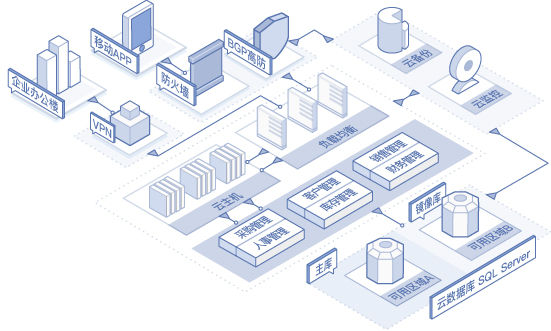 移动APP
BGP高防
云备份
企业办公楼
防火墙
云监控
VPN
负载均衡
销售管理
财务管理
云主机
客户管理
库存管理
采购管理
人事管理
镜像库
可用区域B
主库
可用区域A
云数据库 SQL Server